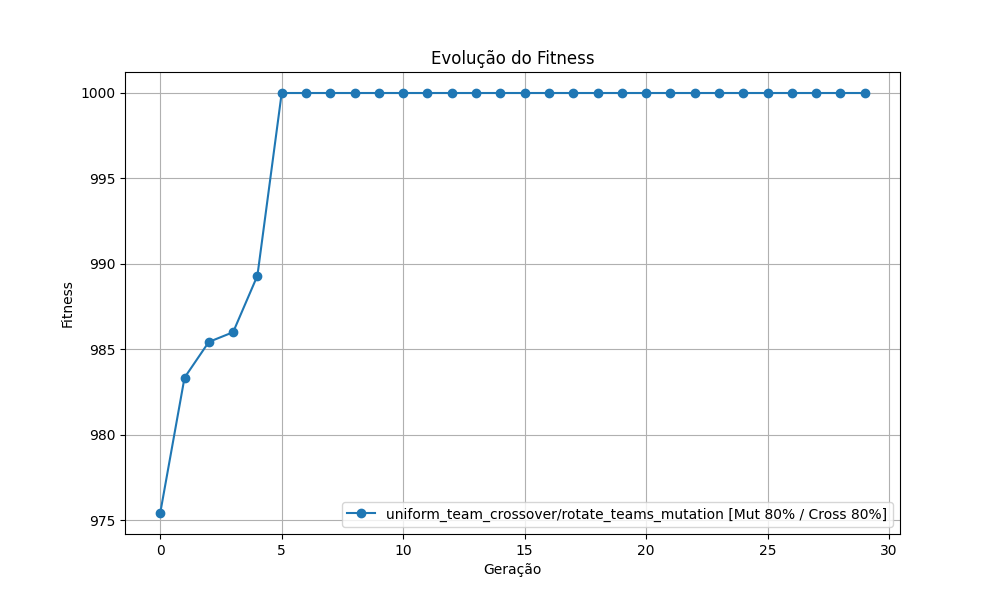 Evolução do Fitness
1000
995
990
985
980
975
Fitness
0 5 10 15 20 25 30
Geração
uniform_team_crossover/rotate_teams_mutation [Mut 80% / Cross 80%]